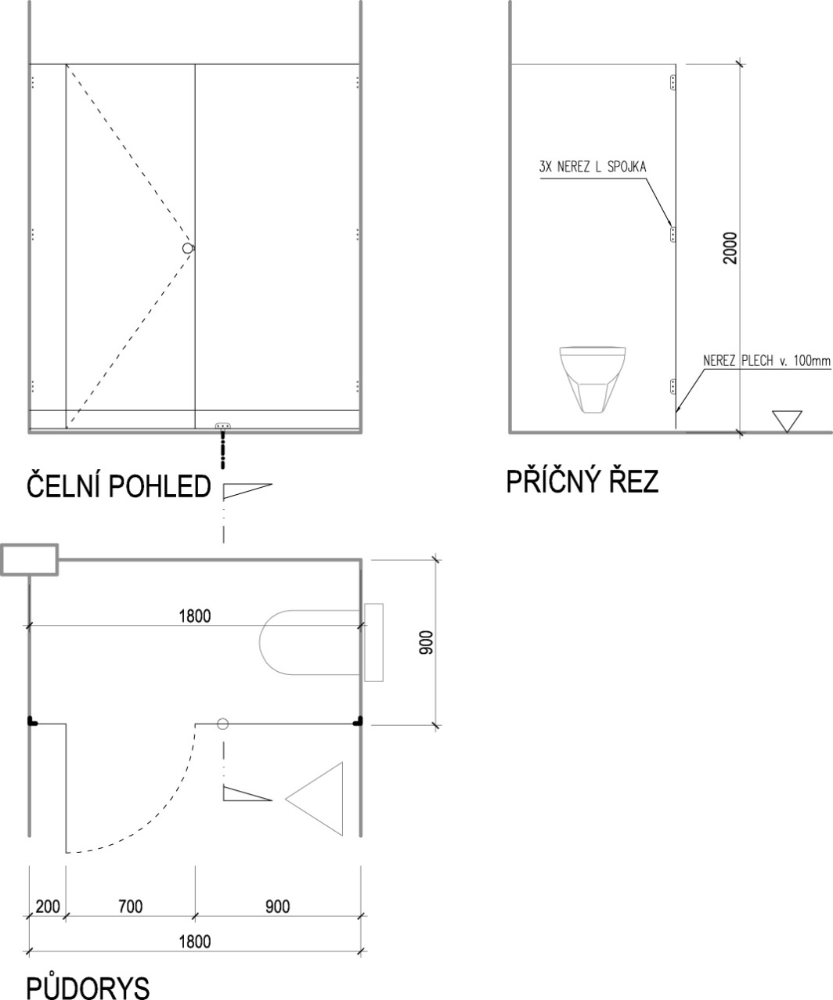 3X NEREZ L SPOJKA
2000
NEREZ PLECH v. 100mm
ČELNÍ POHLED
PŘÍČNÝ ŘEZ
1800
900
200 700 900
1800
PŮDORYS